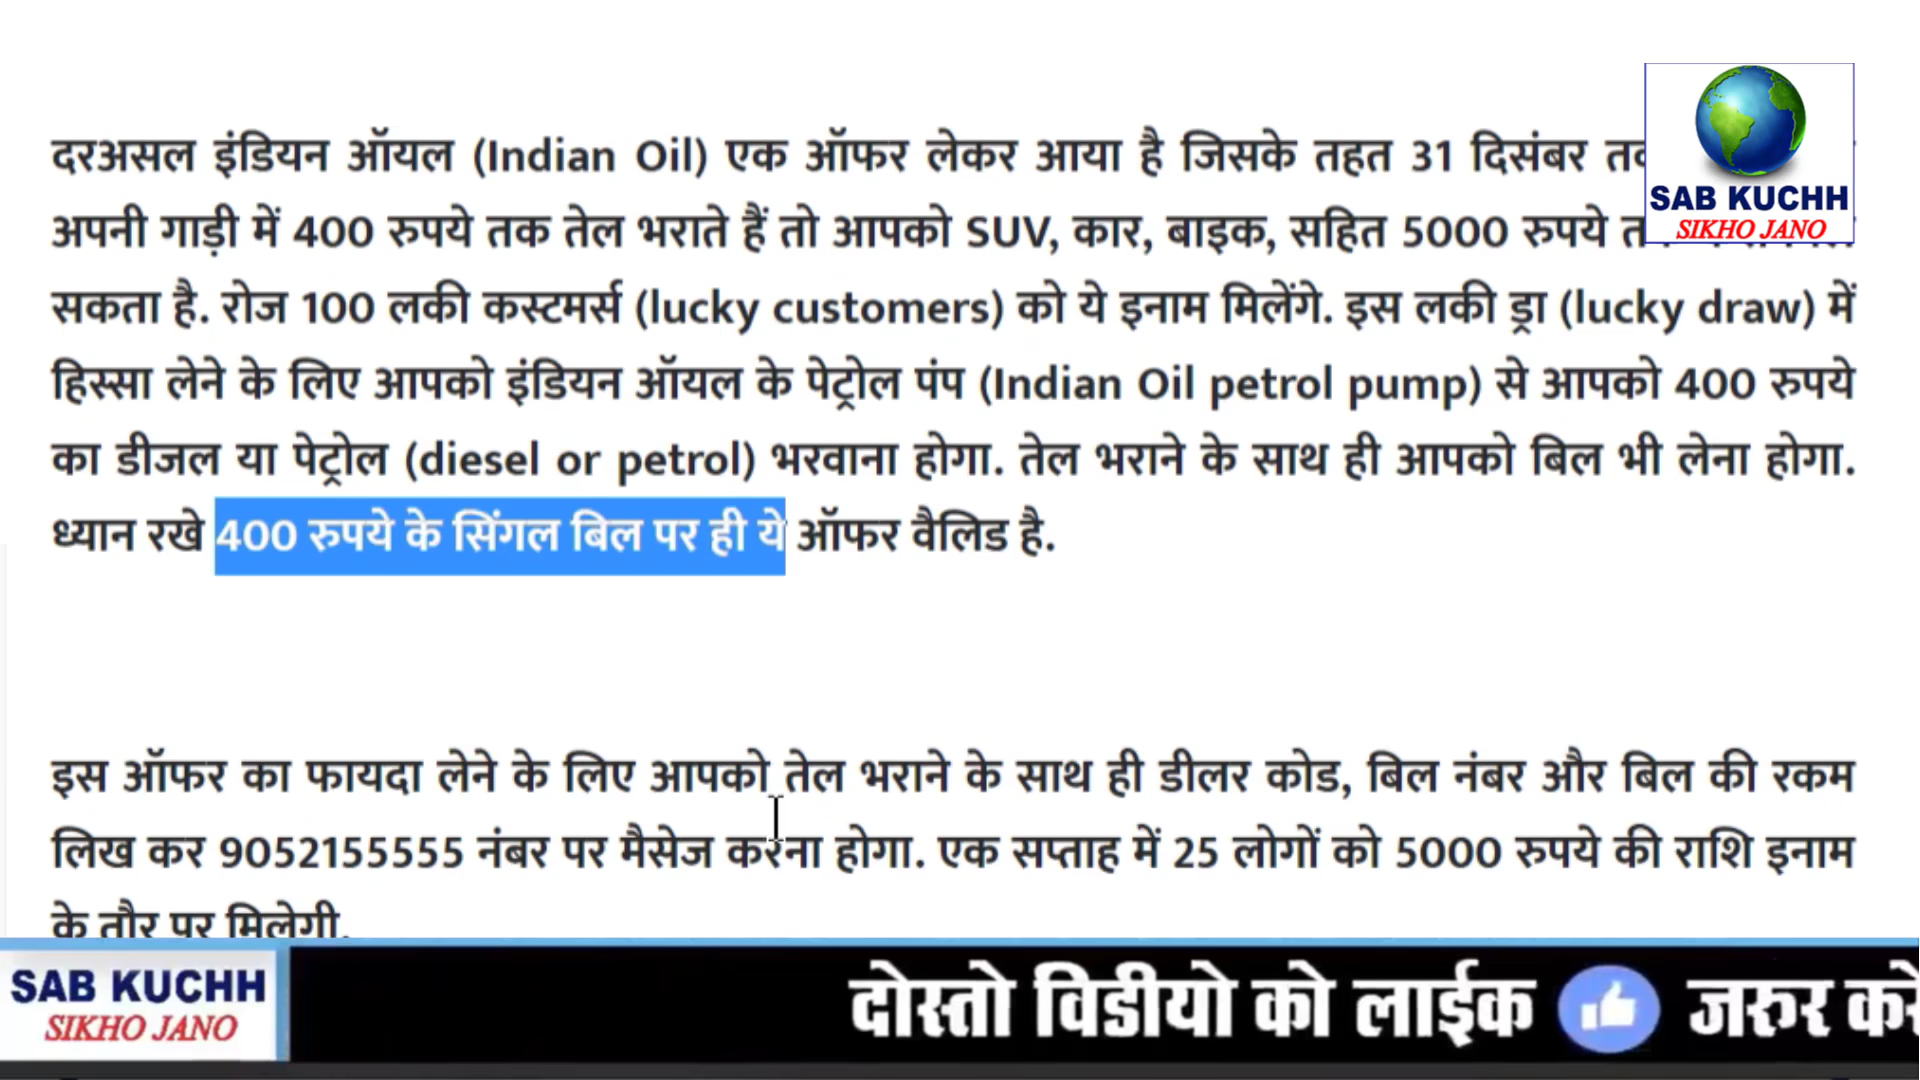 दरअसल इंडियन ऑयल (Indian Oil) एक ऑफर लेकर आया है जिसके तहत 31 दिसंबर
अपनी गाड़ी में 400 रुपये तक तेल भराते हैं तो आपको SUV, कार, बाइक, सहित 5000 रुपये
सकता है. रोज 100 लकी कस्टमर्स (lucky customers) को ये इनाम मिलेंगे. इस लकी ड्रा (lucky draw) में
हिस्सा लेने के लिए आपको इंडियन ऑयल के पेट्रोल पंप (Indian Oil petrol pump) से आपको 400 रुपये
का डीजल या पेट्रोल (diesel or petrol) भरवाना होगा. तेल भराने के साथ ही आपको बिल भी लेना होगा.
ध्यान रखे 400 रुपये के सिंगल बिल पर ही ये ऑफर वैलिड है.
SAB KUCHH
SIKHO JANO
इस ऑफर का फायदा लेने के लिए आपको तेल भराने के साथ ही डीलर कोड, बिल नंबर और बिल की रकम
लिख कर 9052155555 नंबर पर मैसेज करना होगा. एक सप्ताह में 25 लोगों को 5000 रुपये की राशि इनाम
के तौर पर मिलेगी.
SAB KUCHH
SIKHO JANO
दोस्तो विडीयो को लाईक जरुर करे